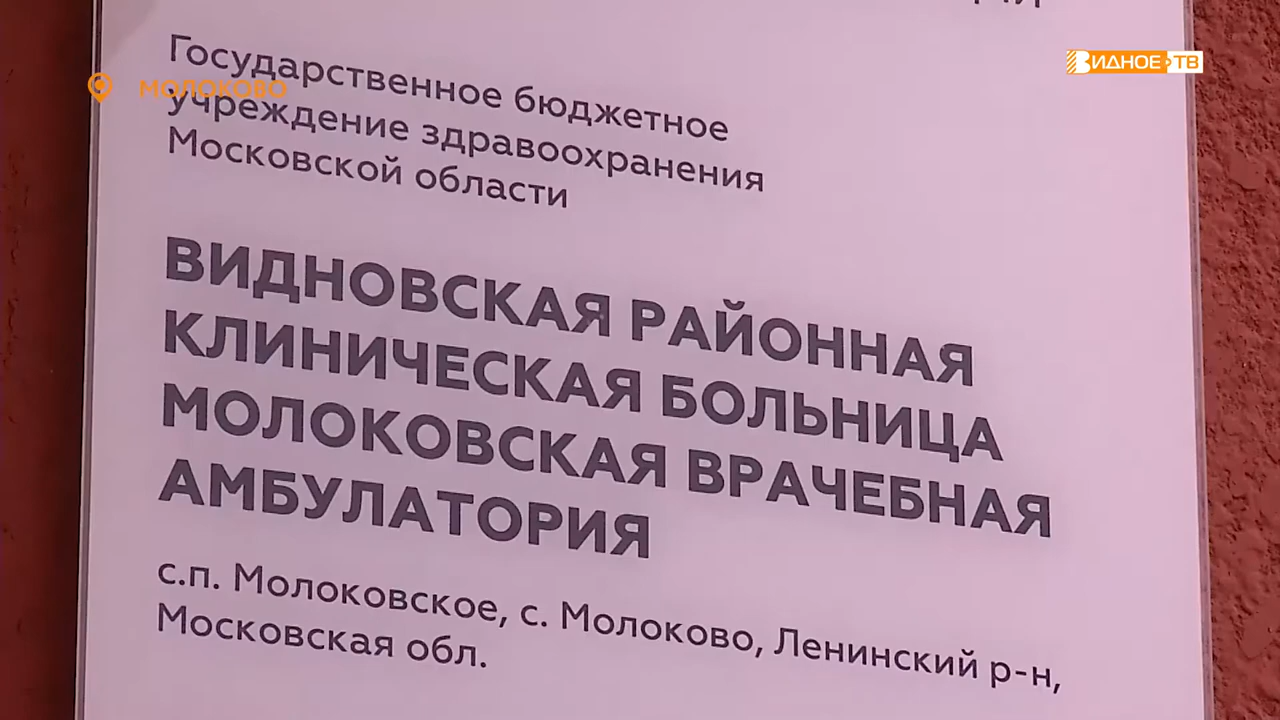 ВИДНОЕ ТВ
МОЛОКОВО
Государственное бюджетное
учреждение здравоохранения
Московской области
ВИДНОВСКАЯ РАЙОННАЯ
КЛИНИЧЕСКАЯ БОЛЬНИЦА
МОЛОКОВСКАЯ ВРАЧЕБНАЯ
АМБУЛАТОРИЯ
с.п. Молоковское, с. Молоково, Ленинский р-н,
Московская обл.